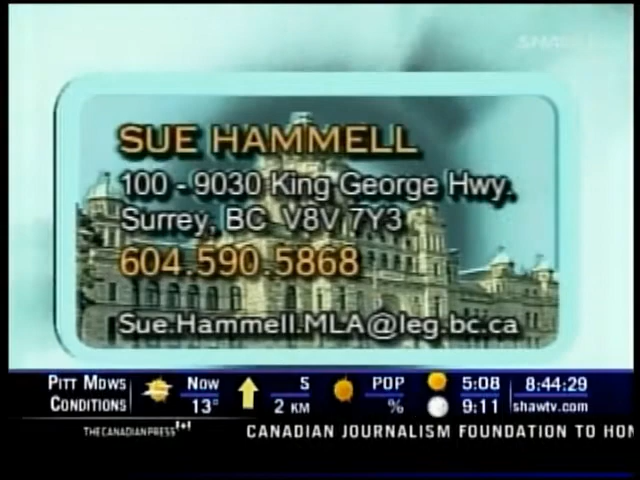 SHAW
SUE HAMMELL
100 - 9030 King George Hwy.
Surrey, BC V8V 7Y3
604.590.5868
Sue.Hammell.MLA@leg.bc.ca
PITT MDWS
CONDITIONS
NOW
13°
5
2 KM
POP
%
5:08
9:11
8:44:29
shawtv.com
THE CANADIAN PRESS
CANADIAN JOURNALISM FOUNDATION TO HON